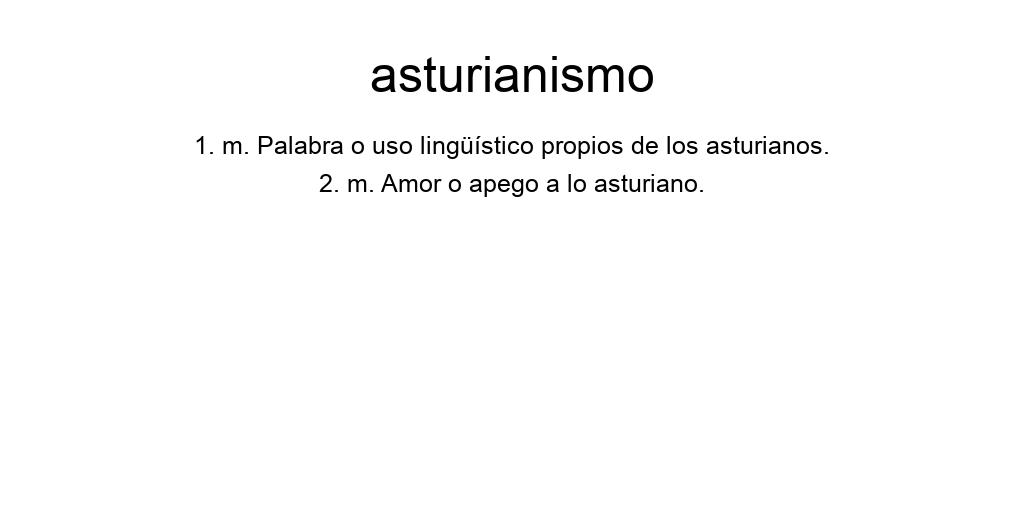 asturianismo
1. m. Palabra o uso lingüístico propios de los asturianos.
2. m. Amor o apego a lo asturiano.